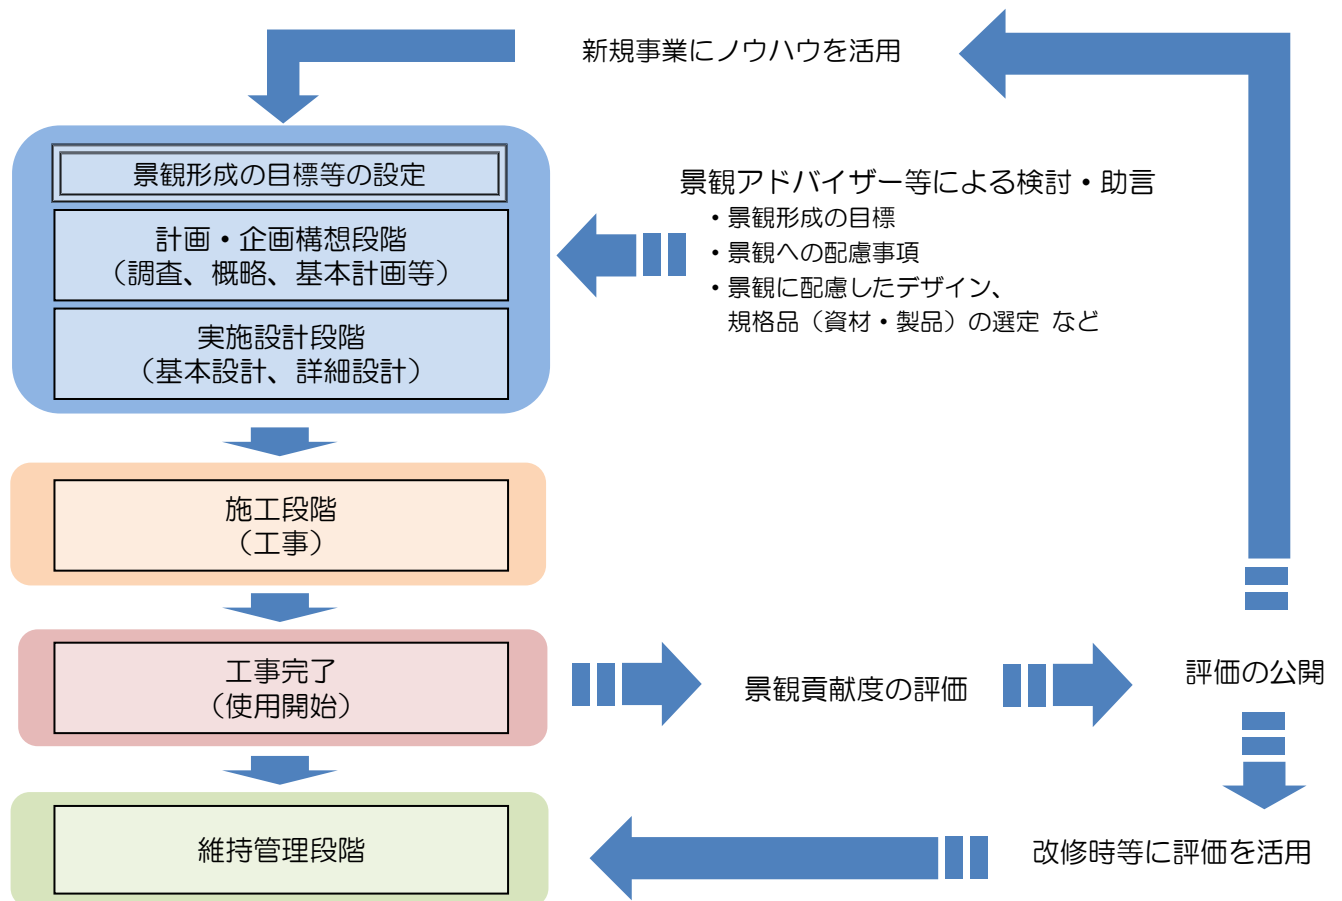 新規事業にノウハウを活用
景観形成の目標等の設定
計画・企画構想段階
（調査、概略、基本計画等）
実施設計段階
（基本設計、詳細設計）
景観アドバイザー等による検討・助言
・景観形成の目標
・景観への配慮事項
・景観に配慮したデザイン、
規格品（資材・製品）の選定 など
施工段階
（工事）
工事完了
（使用開始）
景観貢献度の評価
評価の公開
維持管理段階
改修時等に評価を活用